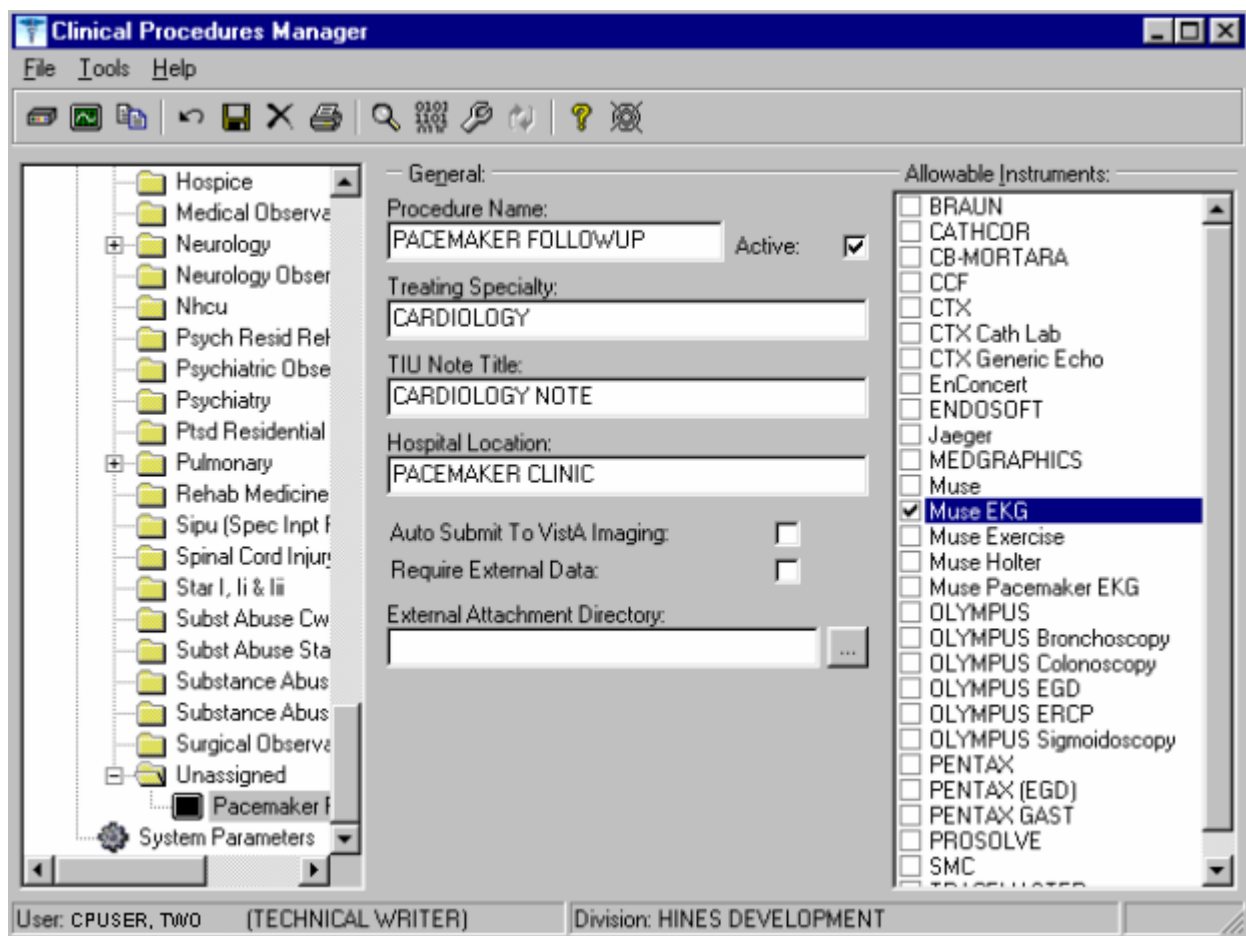 Clinical Procedures Manager
File Tools Help
Hospice
Medical Observa
Neurology
Neurology Obser
Nhcu
Psych Resid Reh
Psychiatric Obse
Psychiatry
Ptsd Residential
Pulmonary
Rehab Medicine
Sipu (Spec Inpt F
Spinal Cord Injury
Star I, Ii & Iii
Subst Abuse Cw
Subst Abuse Sta
Substance Abus
Substance Abus
Surgical Observa
Unassigned
Pacemaker F
System Parameters
General:
Procedure Name:
PACEMAKER FOLLOWUP
Active:
Treating Specialty:
CARDIOLOGY
TIU Note Title:
CARDIOLOGY NOTE
Hospital Location:
PACEMAKER CLINIC
Auto Submit To VistA Imaging:
Require External Data:
External Attachment Directory:
...
Allowable Instruments:
BRAUN
CATHCOR
CB-MORTARA
CCF
CTX
CTX Cath Lab
CTX Generic Echo
EnConcert
ENDOSOFT
Jaeger
MEDGRAPHICS
Muse
Muse EKG
Muse Exercise
Muse Holter
Muse Pacemaker EKG
OLYMPUS
OLYMPUS Bronchoscopy
OLYMPUS Colonoscopy
OLYMPUS EGD
OLYMPUS ERCP
OLYMPUS Sigmoidoscopy
PENTAX
PENTAX (EGD)
PENTAX GAST
PROSOLVE
SMC
User: CPUSER, TWO (TECHNICAL WRITER)
Division: HINES DEVELOPMENT